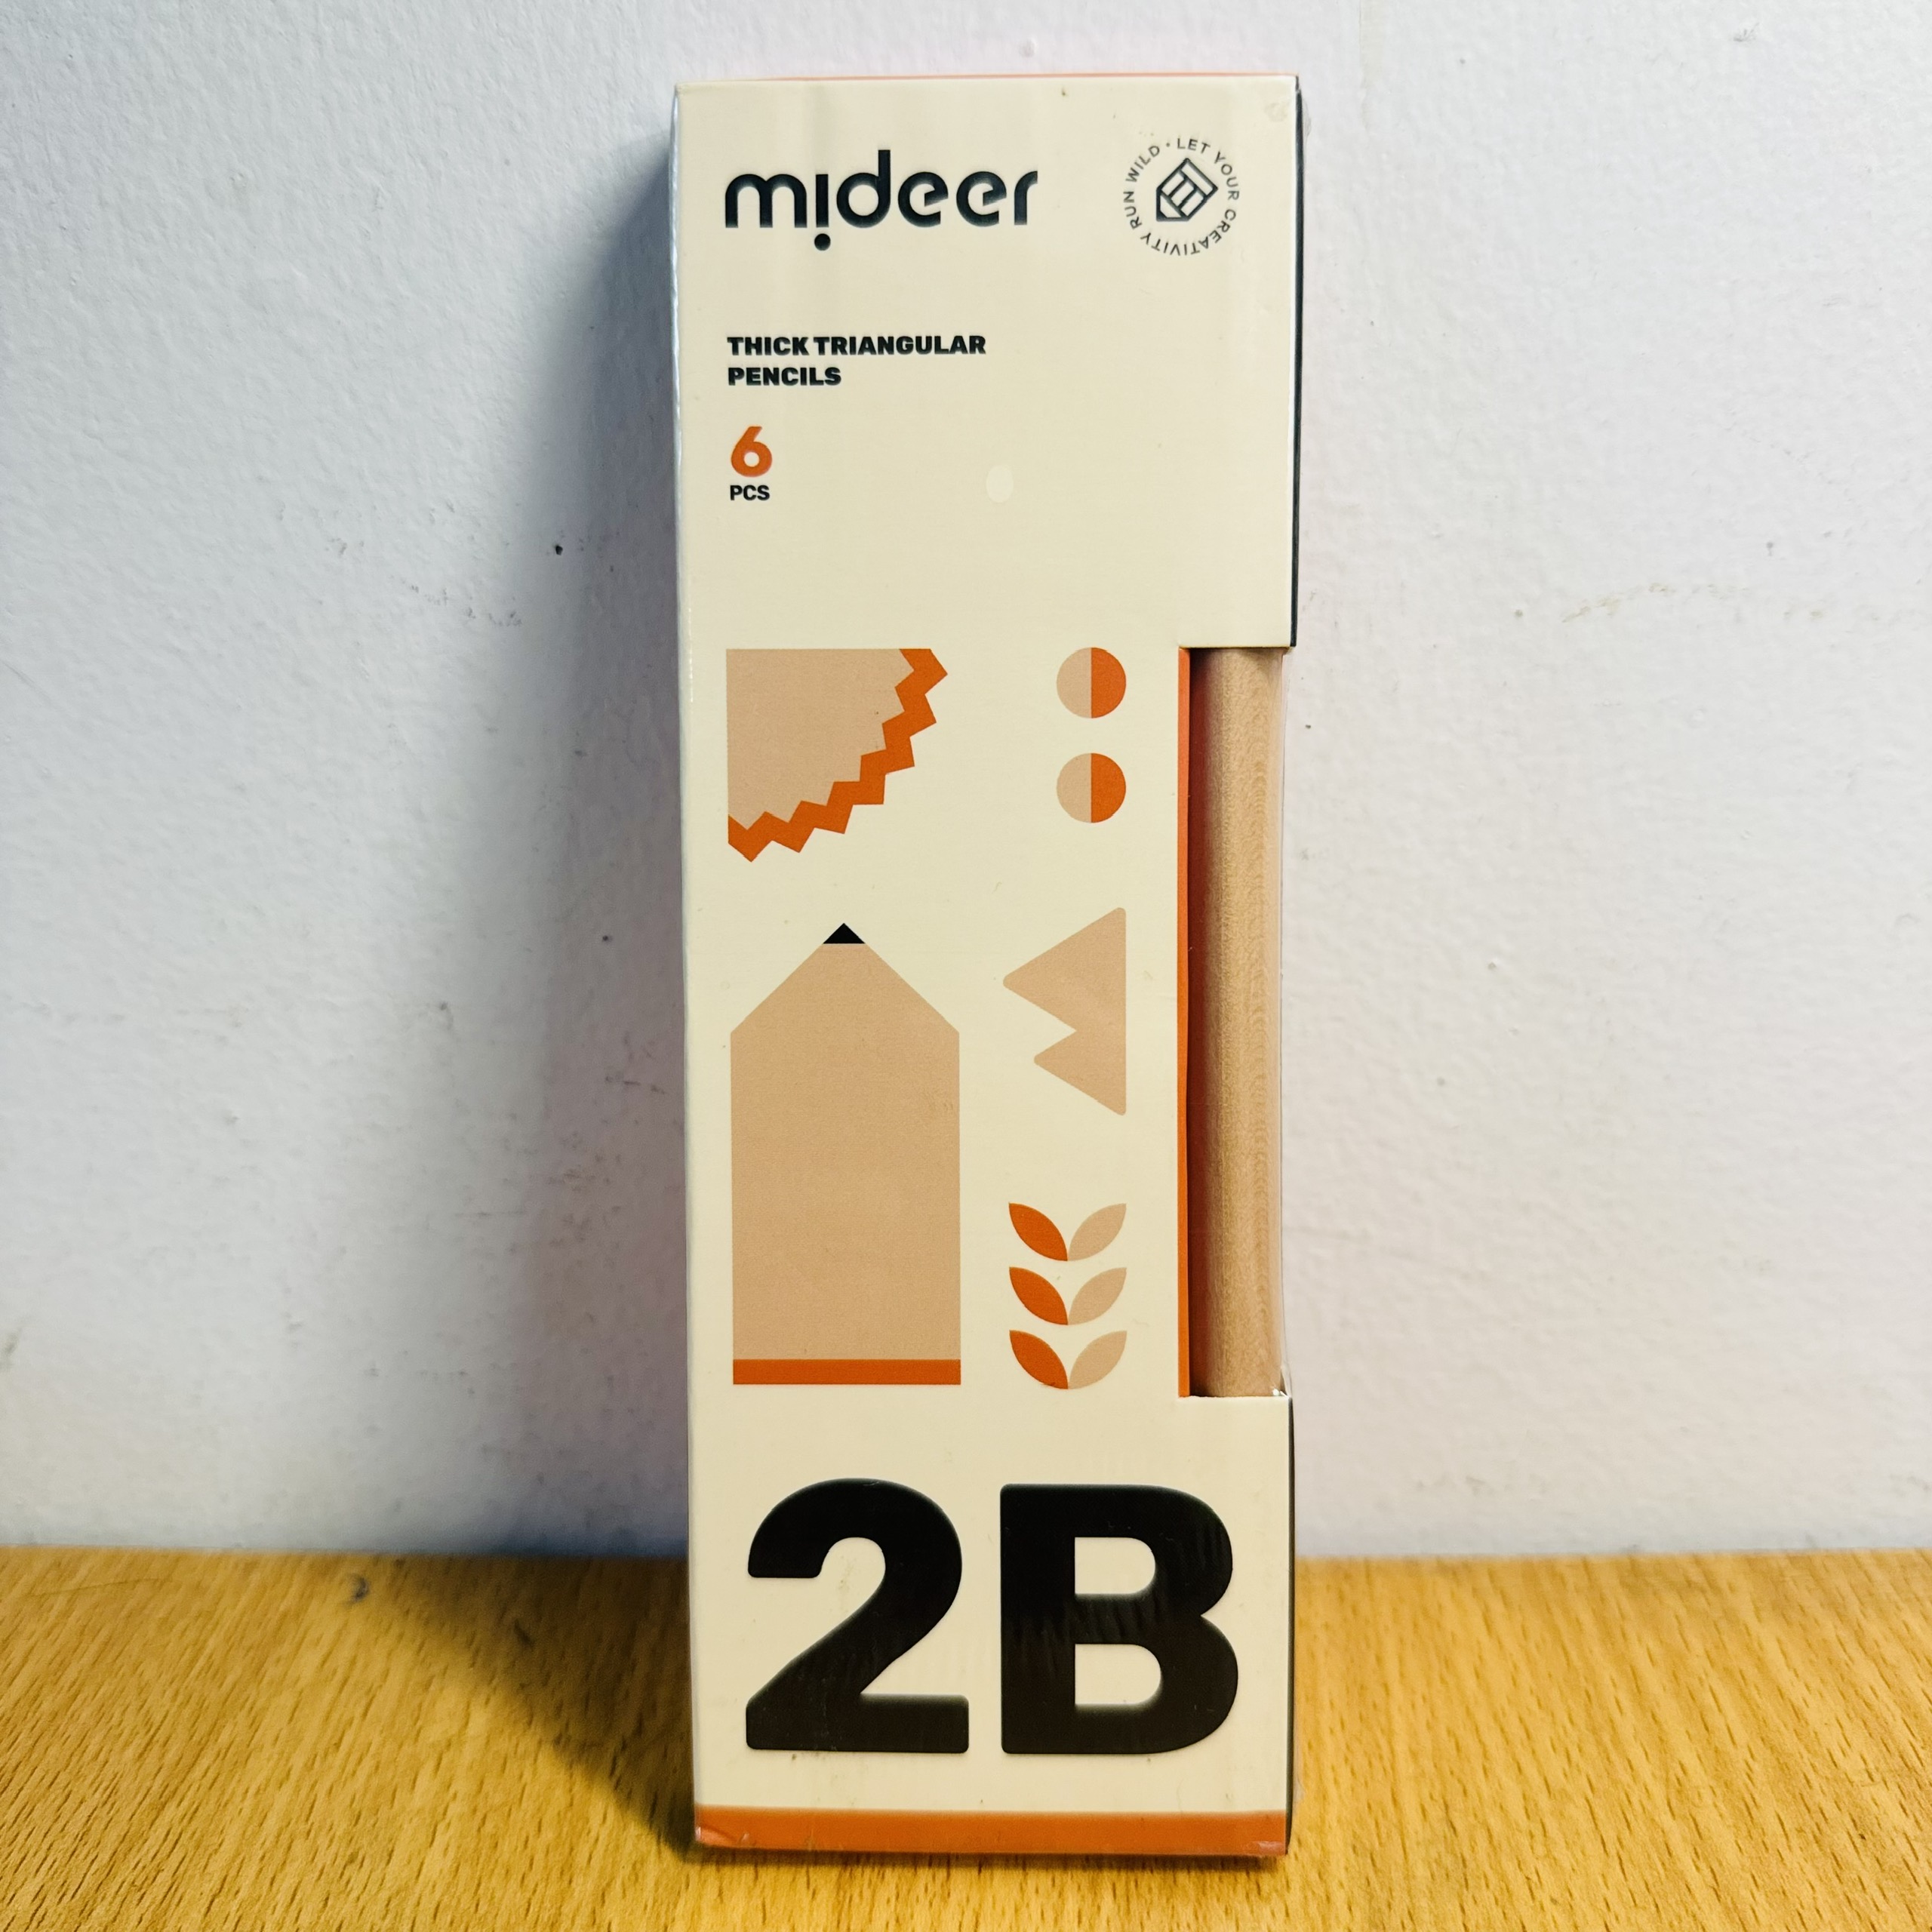 mideer
LET YOUR CREATIVITY RUN WILD •
THICK TRIANGULAR
PENCILS
6
PCS
2B